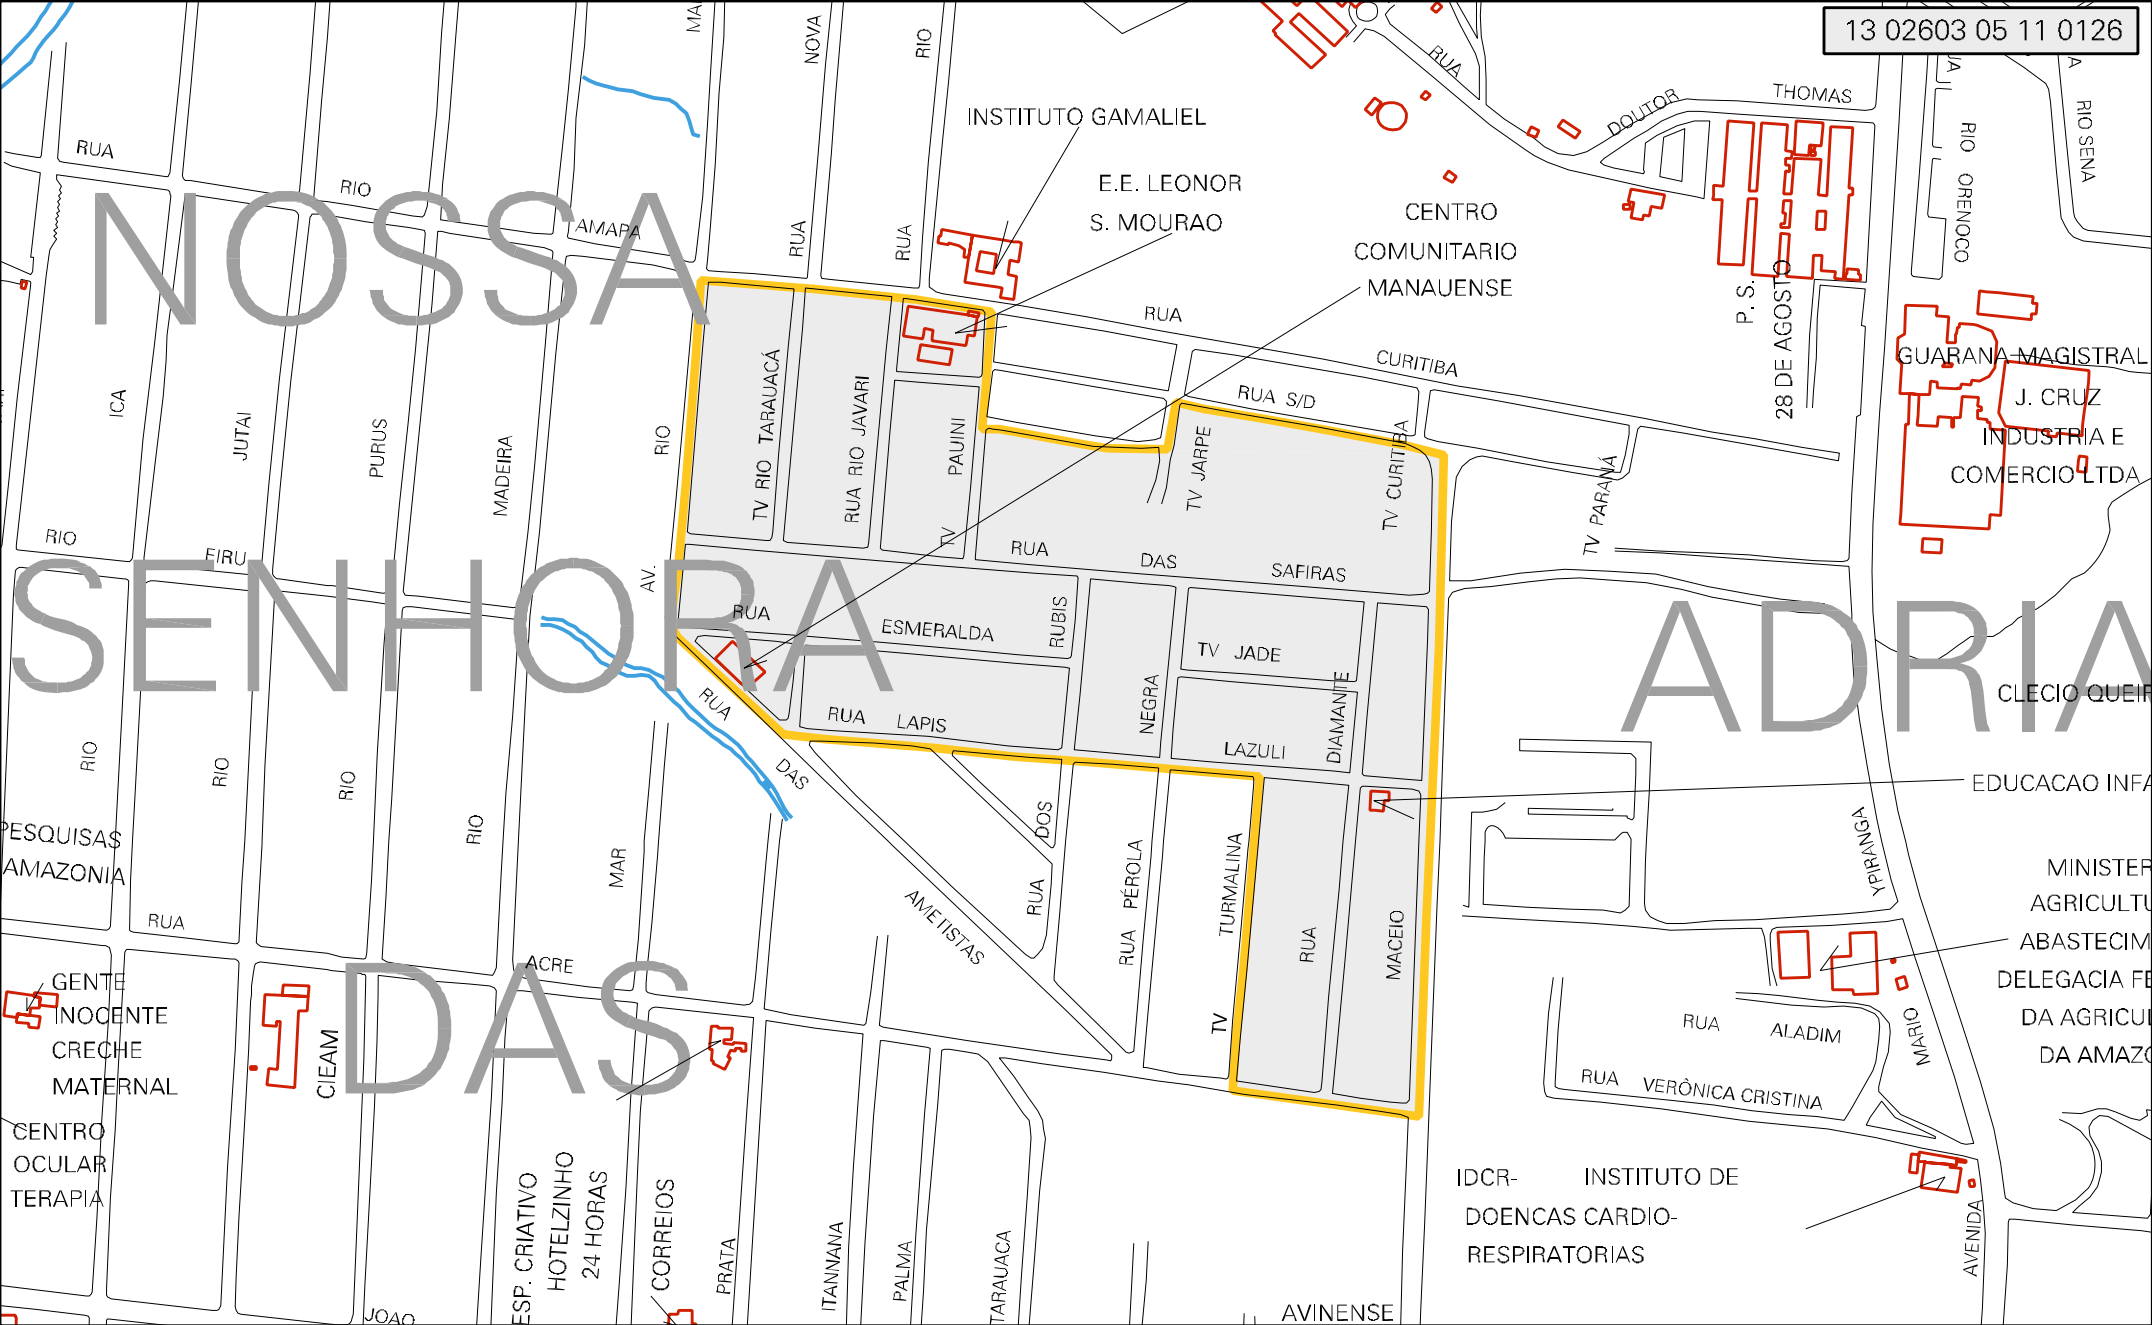 13 02603 05 11 0126
NOSSA
SENHORA
DAS
ADRIA
NOVA
RIO
RUA
THOMAS
DOUTOR
RIO SENA
RIO ORENOCO
INSTITUTO GAMALIEL
E.E. LEONOR
S. MOURAO
CENTRO
COMUNITARIO
MANAUENSE
P. S.
28 DE AGOSTO
RUA
RIO
AMAPA
RUA
RUA
RUA
CURITIBA
RUA S/D
GUARANA MAGISTRAL
J. CRUZ
INDUSTRIA E
COMERCIO LTDA
ICA
JUTAI
PURUS
MADEIRA
RIO
AV.
TV RIO TARAUACÁ
RUA RIO JAVARI
TV PAUINI
TV JARPE
TV CURITIBA
TV PARANÁ
RIO
EIRU
RUA DAS SAFIRAS
RUA ESMERALDA
RUBIS
TV JADE
NEGRA
DIAMANTE
RUA LAPIS
LAZULI
CLECIO QUEIR
EDUCACAO INFA
RUA
DAS
AMETISTAS
RIO
RIO
RIO
RIO
MAR
DOS
RUA
RUA PÉROLA
TV TURMALINA
RUA
MACEIO
YPIRANGA
PESQUISAS
AMAZONIA
RUA
ACRE
MINISTER
AGRICULTU
ABASTECIM
DELEGACIA FE
DA AGRICUL
DA AMAZO
GENTE
INOCENTE
CRECHE
MATERNAL
CIEAM
CENTRO
OCULAR
TERAPIA
RUA ALADIM
MARIO
RUA VERÔNICA CRISTINA
IDCR- INSTITUTO DE
DOENCAS CARDIO-
RESPIRATORIAS
AVENIDA
ESP. CRIATIVO
HOTELZINHO
24 HORAS
CORREIOS
PRATA
ITANNANA
PALMA
TARAUACA
JOAO
AVINENSE